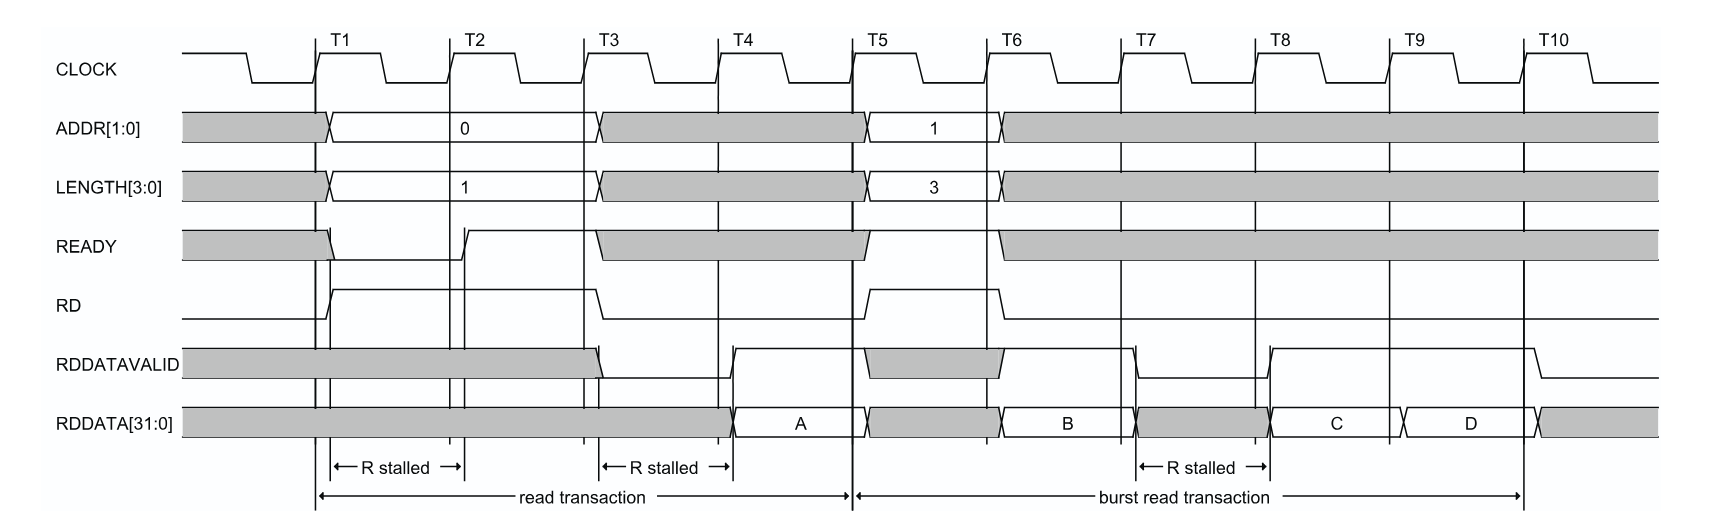 T1 T2 T3 T4 T5 T6 T7 T8 T9 T10
CLOCK
ADDR[1:0] 0 1
LENGTH[3:0] 1 3
READY
RD
RDDATAVALID
RDDATA[31:0] A B C D
R stalled R stalled R stalled
read transaction burst read transaction